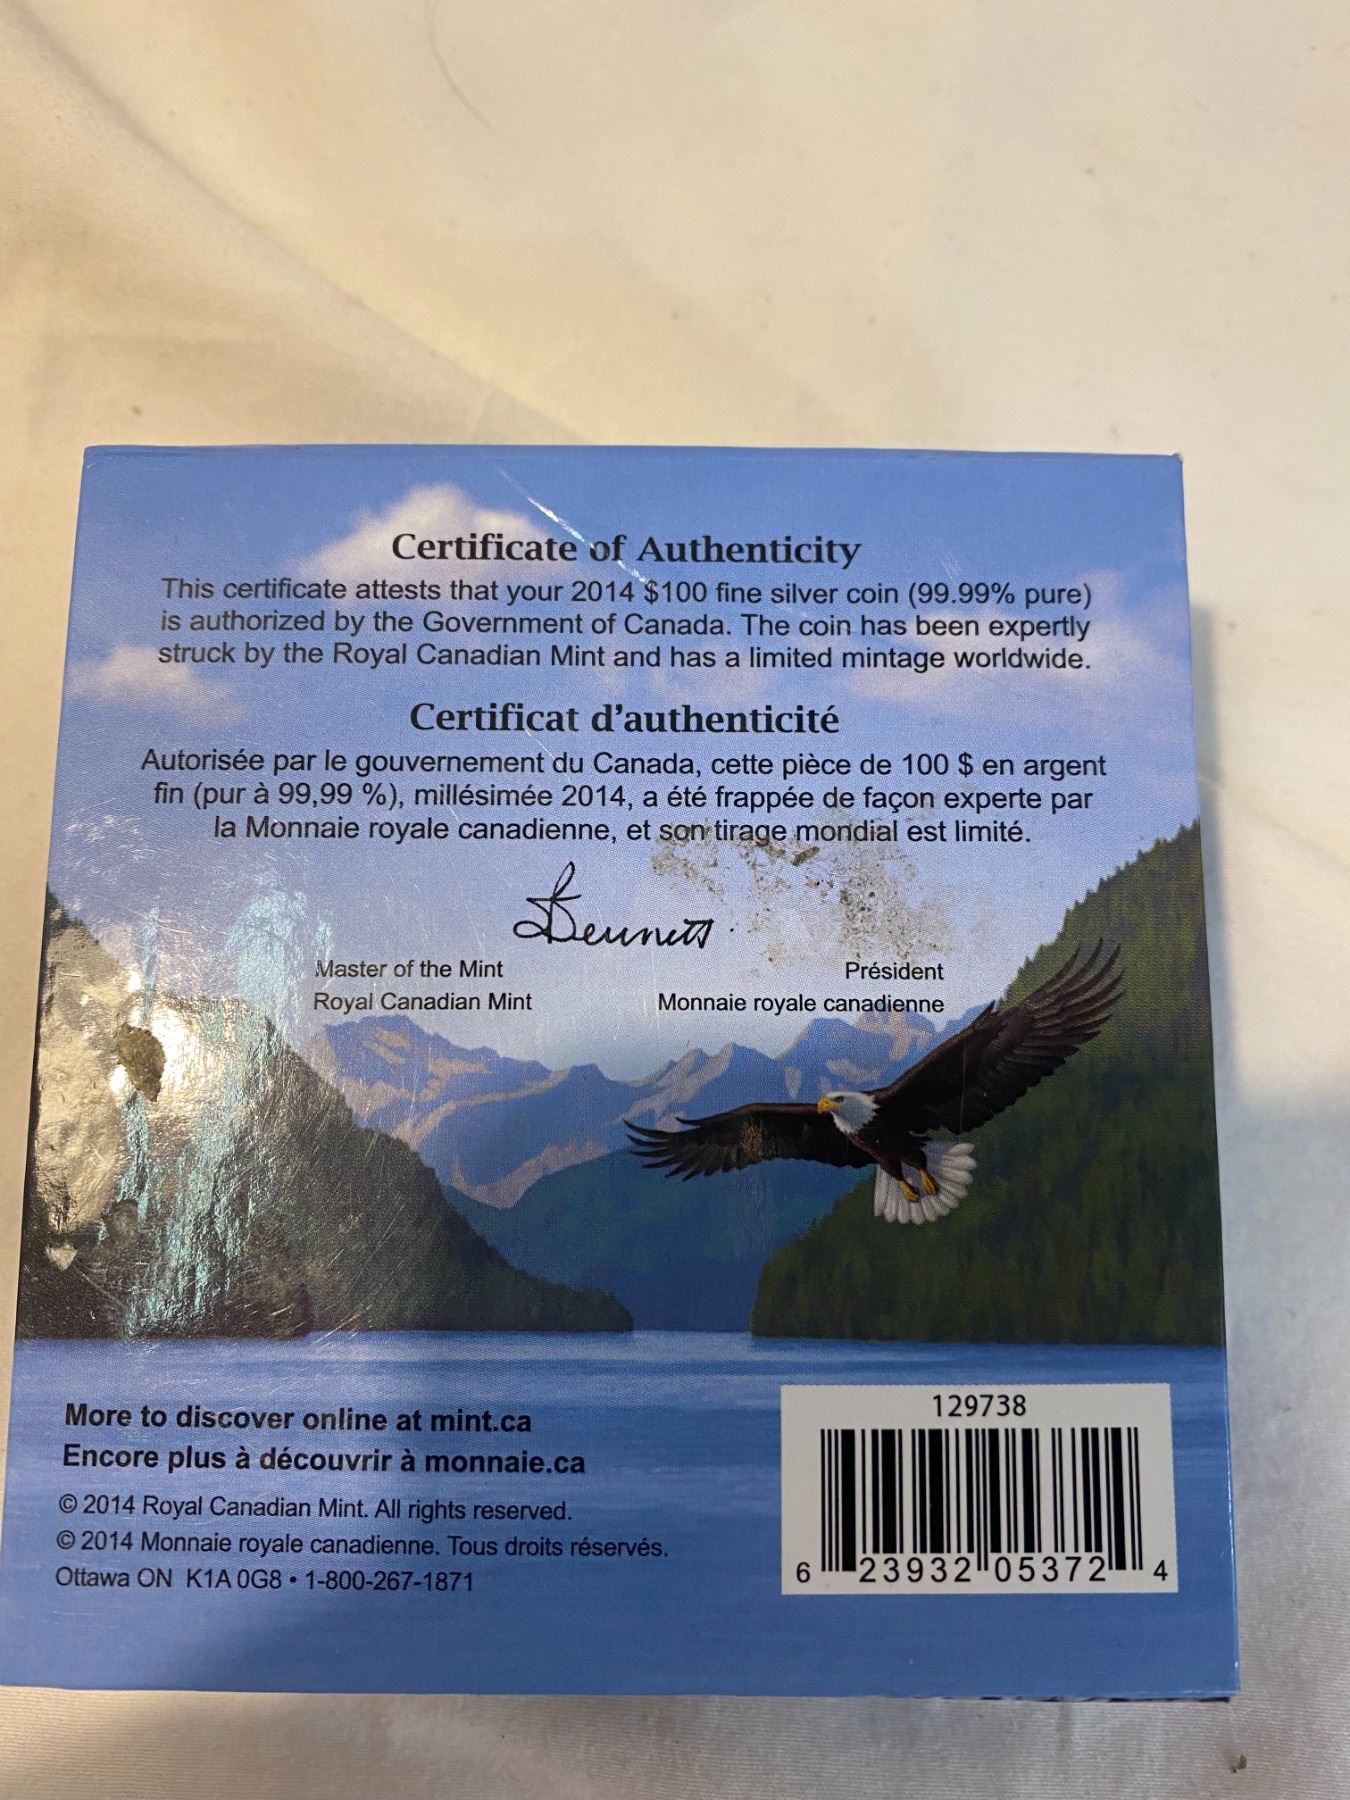 Certificate of Authenticity
This certificate attests that your 2014 $100 fine silver coin (99.99% pure)
is authorized by the Government of Canada. The coin has been expertly
struck by the Royal Canadian Mint and has a limited mintage worldwide.
Certificat d'authenticité
Autorisée par le gouvernement du Canada, cette pièce de 100 $ en argent
fin (pur à 99,99 %), millésimée 2014, a été frappée de façon experte par
la Monnaie royale canadienne, et son tirage mondial est limité.
Bennett
Master of the Mint
Royal Canadian Mint
Président
Monnaie royale canadienne
More to discover online at mint.ca
Encore plus à découvrir à monnaie.ca
© 2014 Royal Canadian Mint. All rights reserved.
© 2014 Monnaie royale canadienne. Tous droits réservés.
Ottawa ON K1A 0G8 • 1-800-267-1871
129738
6 23932 05372 4